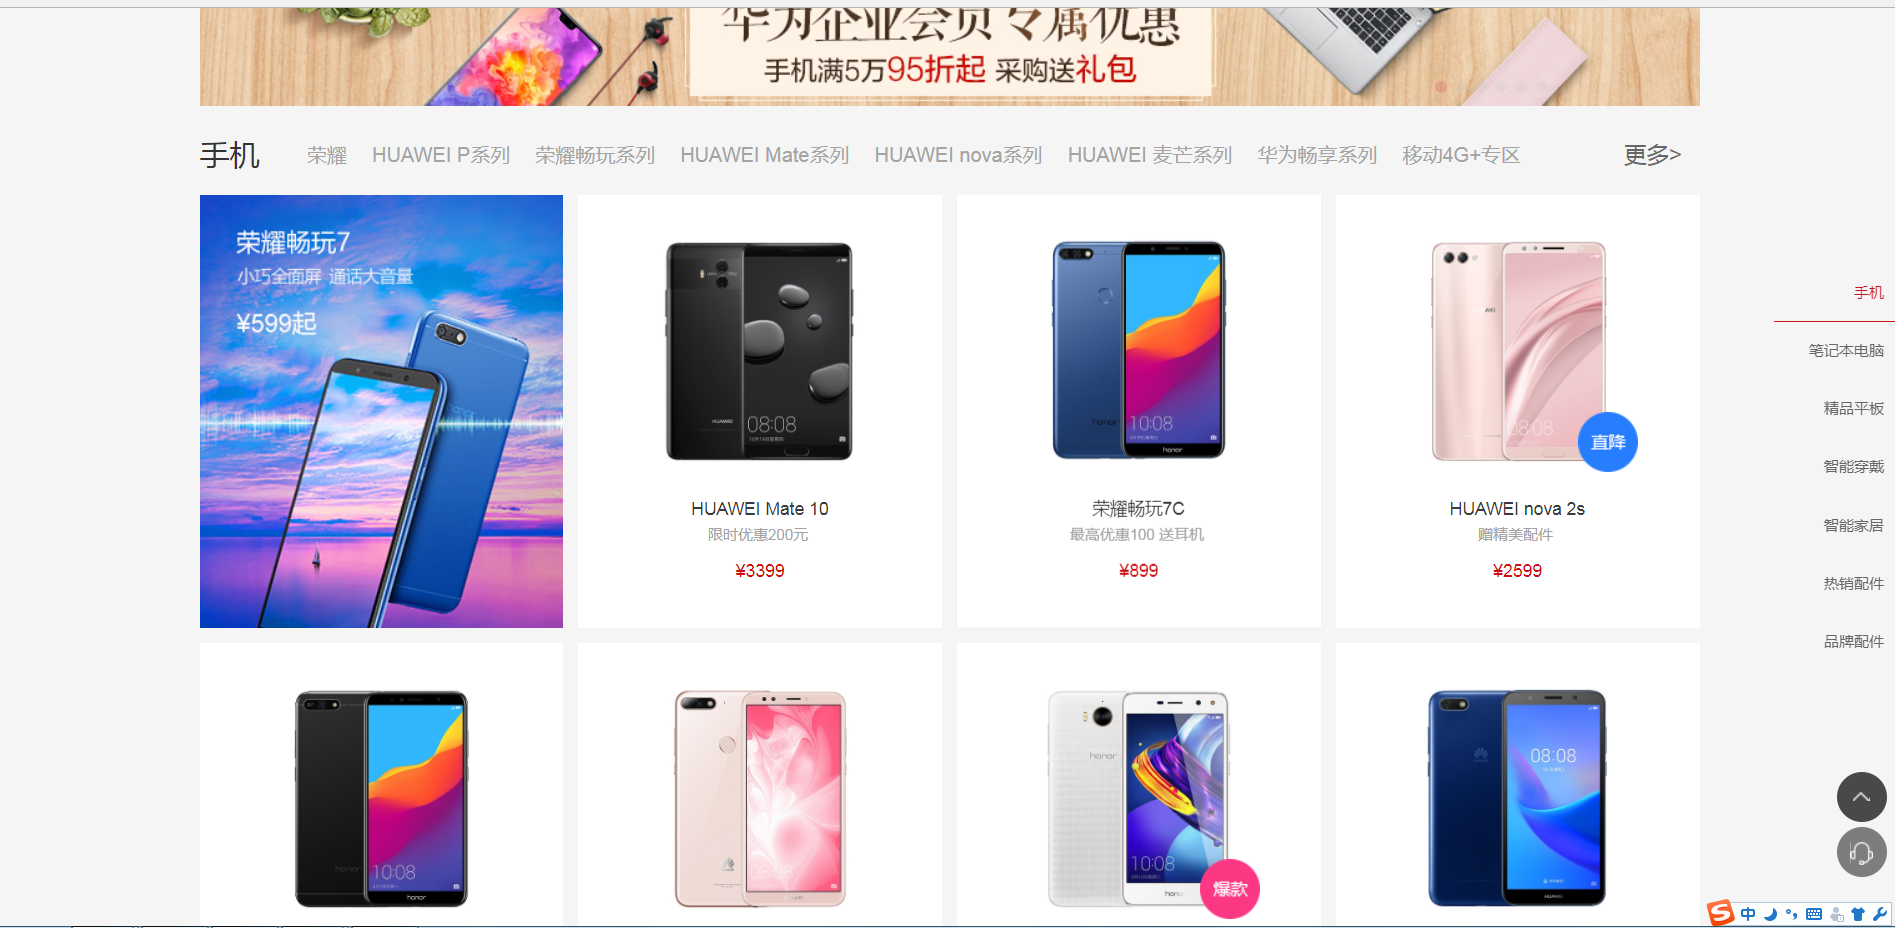 华为企业会员专属优惠
手机满5万95折起 采购送礼包
手机
荣耀
HUAWEI P系列
荣耀畅玩系列
HUAWEI Mate系列
HUAWEI nova系列
HUAWEI 麦芒系列
华为畅享系列
移动4G+专区
更多>
荣耀畅玩7
小巧全面屏 通话大音量
¥599起
HUAWEI
08:08
HUAWEI Mate 10
限时优惠200元
¥3399
honor
10:08
honor
荣耀畅玩7C
最高优惠100 送耳机
¥899
08:08
直降
HUAWEI nova 2s
赠精美配件
¥2599
手机
笔记本电脑
精品平板
智能穿戴
智能家居
热销配件
品牌配件
honor
10:08
honor
08:08
honor
10:08
honor
爆款
08:08
HUAWEI
S 中